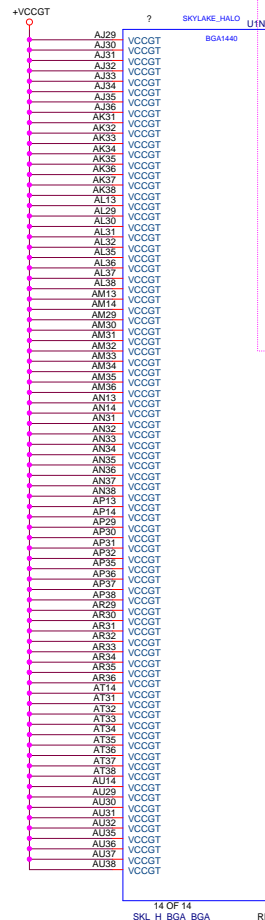 +VCCGT
? SKYLAKE_HALO U1N
BGA1440
AJ29 VCCGT
AJ30 VCCGT
AJ31 VCCGT
AJ32 VCCGT
AJ33 VCCGT
AJ34 VCCGT
AJ35 VCCGT
AJ36 VCCGT
AK31 VCCGT
AK32 VCCGT
AK33 VCCGT
AK34 VCCGT
AK35 VCCGT
AK36 VCCGT
AK37 VCCGT
AK38 VCCGT
AL13 VCCGT
AL29 VCCGT
AL30 VCCGT
AL31 VCCGT
AL32 VCCGT
AL35 VCCGT
AL36 VCCGT
AL37 VCCGT
AL38 VCCGT
AM13 VCCGT
AM14 VCCGT
AM29 VCCGT
AM30 VCCGT
AM31 VCCGT
AM32 VCCGT
AM33 VCCGT
AM34 VCCGT
AM35 VCCGT
AM36 VCCGT
AN13 VCCGT
AN14 VCCGT
AN31 VCCGT
AN32 VCCGT
AN33 VCCGT
AN34 VCCGT
AN35 VCCGT
AN36 VCCGT
AN37 VCCGT
AN38 VCCGT
AP13 VCCGT
AP14 VCCGT
AP29 VCCGT
AP30 VCCGT
AP31 VCCGT
AP32 VCCGT
AP35 VCCGT
AP36 VCCGT
AP37 VCCGT
AP38 VCCGT
AR29 VCCGT
AR30 VCCGT
AR31 VCCGT
AR32 VCCGT
AR33 VCCGT
AR34 VCCGT
AR35 VCCGT
AR36 VCCGT
AT14 VCCGT
AT31 VCCGT
AT32 VCCGT
AT33 VCCGT
AT34 VCCGT
AT35 VCCGT
AT36 VCCGT
AT37 VCCGT
AT38 VCCGT
AU14 VCCGT
AU29 VCCGT
AU30 VCCGT
AU31 VCCGT
AU32 VCCGT
AU35 VCCGT
AU36 VCCGT
AU37 VCCGT
AU38 VCCGT
14 OF 14
SKL_H_BGA_BGA